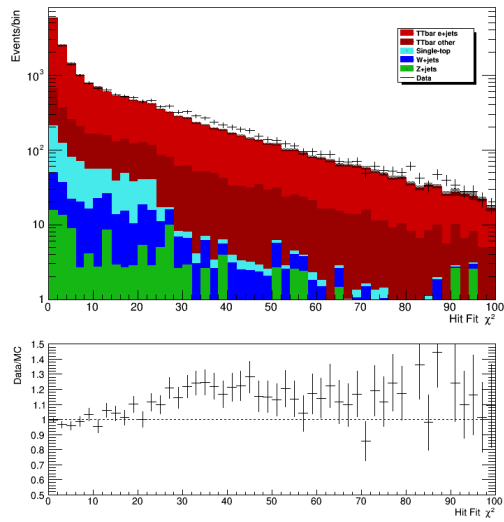 Events/bin
10³
10²
10
1
TTbar e+jets
TTbar other
Single-top
W+jets
Z+jets
Data
0 10 20 30 40 50 60 70 80 90 100
Hit Fit χ²
Data/MC
1.5
1.4
1.3
1.2
1.1
1
0.9
0.8
0.7
0.6
0.5
0 10 20 30 40 50 60 70 80 90 100
Hit Fit χ²